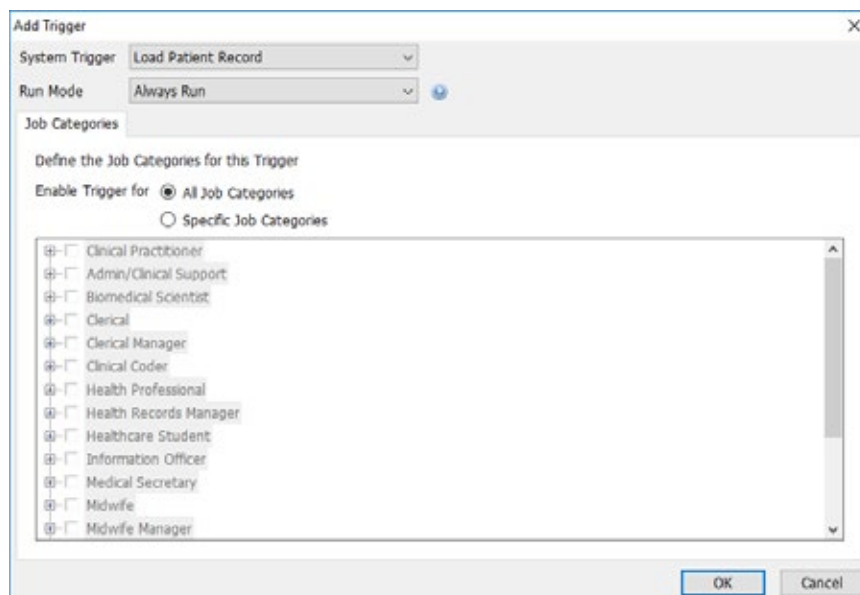 Add Trigger
System Trigger Load Patient Record
Run Mode Always Run
Job Categories
Define the Job Categories for this Trigger
Enable Trigger for All Job Categories
Specific Job Categories
Clinical Practitioner
Admin/Clinical Support
Biomedical Scientist
Clerical
Clerical Manager
Clinical Coder
Health Professional
Health Records Manager
Healthcare Student
Information Officer
Medical Secretary
Midwife
Midwife Manager
OK Cancel